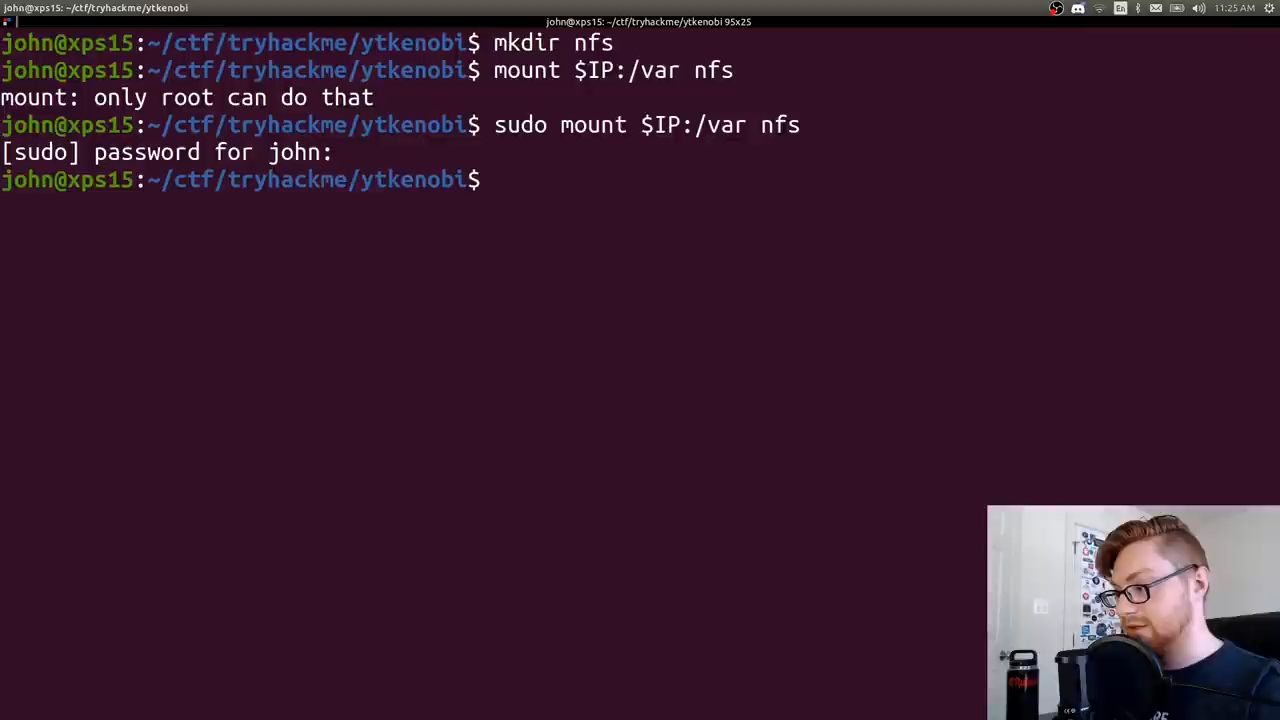 john@xps15: ~/ctf/tryhackme/ytkenobi
En
11:25 AM
john@xps15:~/ctf/tryhackme/ytkenobi 95x25
john@xps15:~/ctf/tryhackme/ytkenobi$ mkdir nfs
john@xps15:~/ctf/tryhackme/ytkenobi$ mount $IP:/var nfs
mount: only root can do that
john@xps15:~/ctf/tryhackme/ytkenobi$ sudo mount $IP:/var nfs
[sudo] password for john:
john@xps15:~/ctf/tryhackme/ytkenobi$